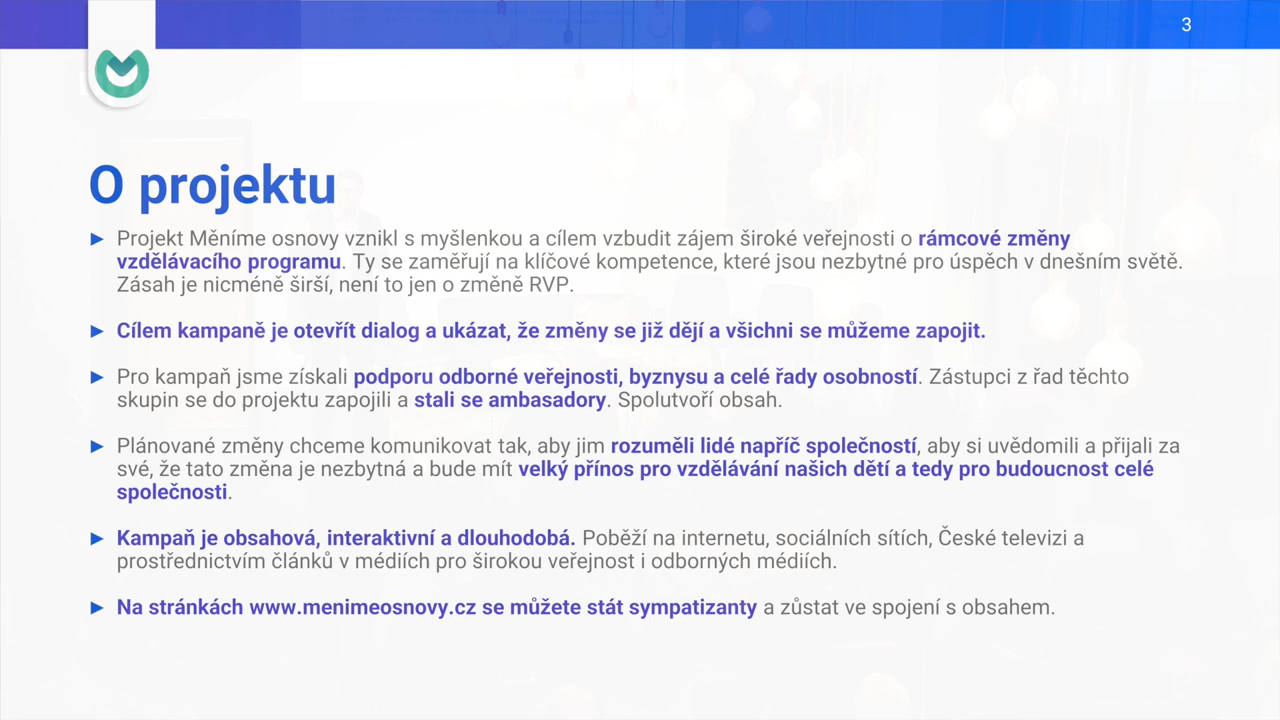 3
O projektu
► Projekt Měníme osnovy vznikl s myšlenkou a cílem vzbudit zájem široké veřejnosti o rámcové změny
vzdělávacího programu. Ty se zaměřují na klíčové kompetence, které jsou nezbytné pro úspěch v dnešním světě.
Zásah je nicméně širší, není to jen o změně RVP.
► Cílem kampaně je otevřít dialog a ukázat, že změny se již dějí a všichni se můžeme zapojit.
► Pro kampaň jsme získali podporu odborné veřejnosti, byznysu a celé řady osobností. Zástupci z řad těchto
skupin se do projektu zapojili a stali se ambasadory. Spolutvoří obsah.
► Plánované změny chceme komunikovat tak, aby jim rozuměli lidé napříč společností, aby si uvědomili a přijali za
své, že tato změna je nezbytná a bude mít velký přínos pro vzdělávání našich dětí a tedy pro budoucnost celé
společnosti.
► Kampaň je obsahová, interaktivní a dlouhodobá. Poběží na internetu, sociálních sítích, České televizi a
prostřednictvím článků v médiích pro širokou veřejnost i odborných médiích.
► Na stránkách www.menimeosnovy.cz se můžete stát sympatizanty a zůstat ve spojení s obsahem.